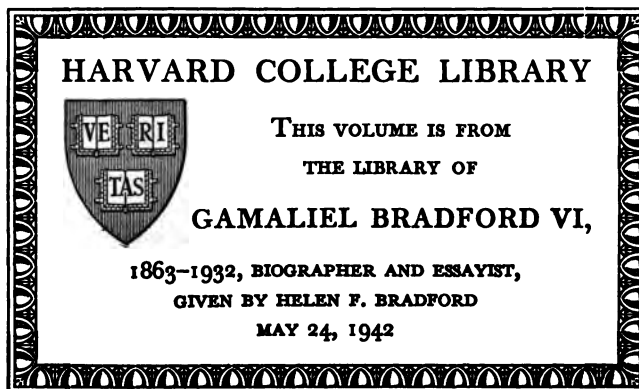 HARVARD COLLEGE LIBRARY
VE RI
TAS
THIS VOLUME IS FROM
THE LIBRARY OF
GAMALIEL BRADFORD VI,
1863–1932, BIOGRAPHER AND ESSAYIST,
GIVEN BY HELEN F. BRADFORD
MAY 24, 1942